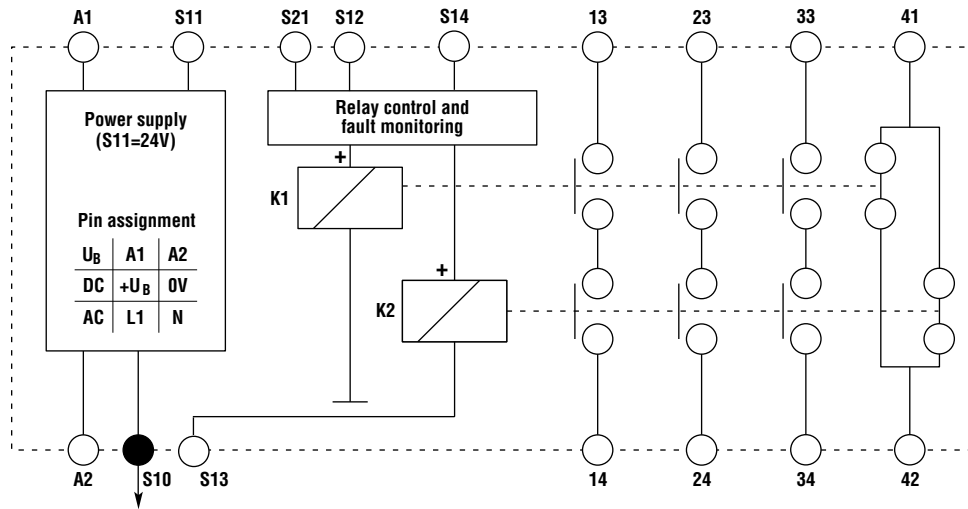 A1 S11 S21 S12 S14 13 23 33 41
Power supply
(S11=24V)
Relay control and
fault monitoring
+
K1
Pin assignment
UB A1 A2
DC +UB 0V
AC L1 N
+
K2
A2 S10 S13 14 24 34 42